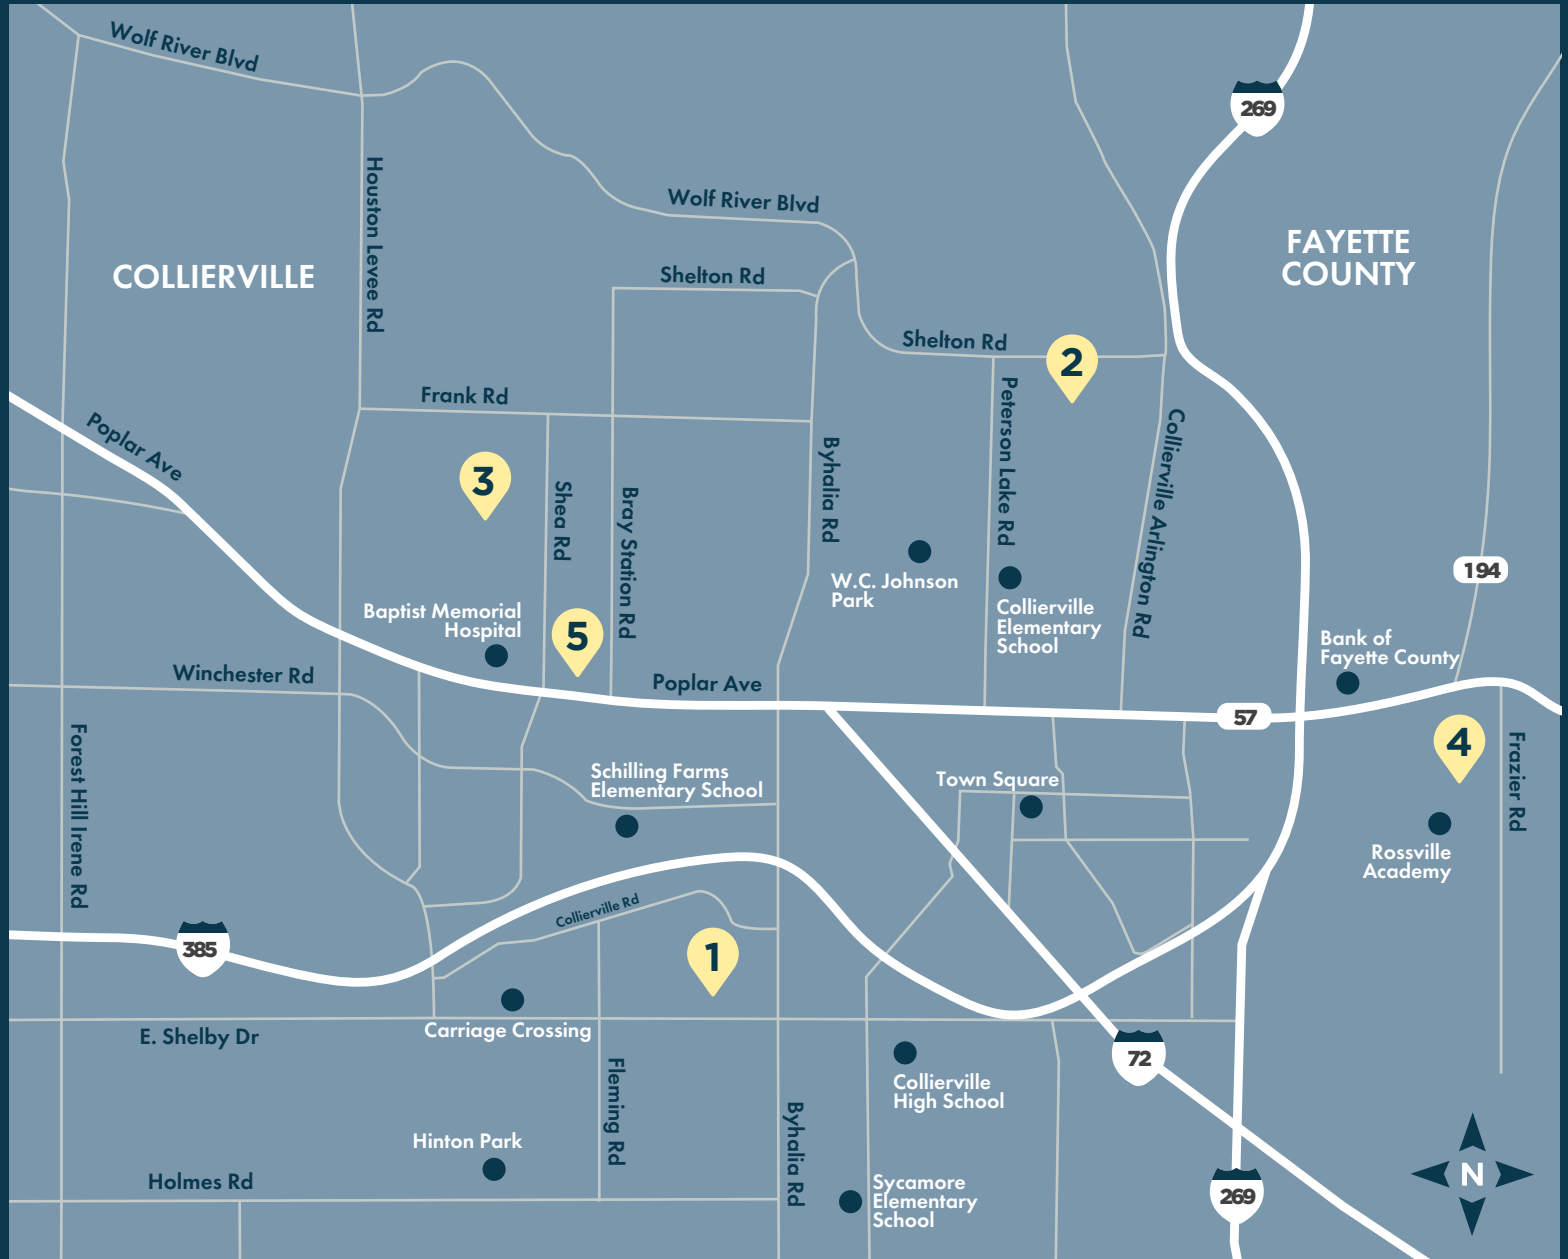 Wolf River Blvd
269
Houston Levee Rd
Wolf River Blvd
FAYETTE
COUNTY
COLLIERVILLE
Shelton Rd
Shelton Rd
2
Frank Rd
Peterson Lake Rd
Collierville Arlington Rd
Poplar Ave
Byhalia Rd
3
Shea Rd
Bray Station Rd
W.C. Johnson
Park
194
Baptist Memorial
Hospital
5
Collierville
Elementary
School
Bank of
Fayette County
Winchester Rd
Poplar Ave
57
4
Frazier Rd
Forest Hill Irene Rd
Schilling Farms
Elementary School
Town Square
Rossville
Academy
Collierville Rd
385
1
Carriage Crossing
E. Shelby Dr
72
Fleming Rd
Collierville
High School
Byhalia Rd
Hinton Park
N
Holmes Rd
Sycamore
Elementary
School
269